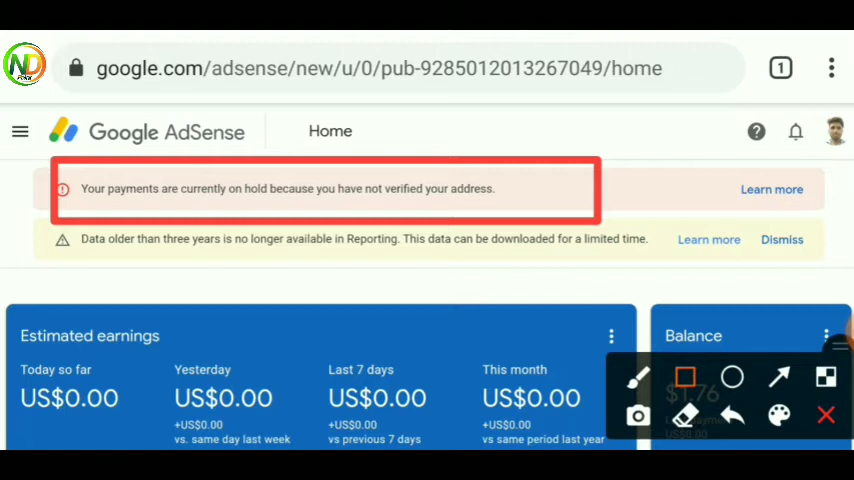 ND
google.com/adsense/new/u/0/pub-9285012013267049/home
1
Google AdSense
Home
Your payments are currently on hold because you have not verified your address.
Learn more
Data older than three years is no longer available in Reporting. This data can be downloaded for a limited time.
Learn more
Dismiss
Estimated earnings
Today so far
Yesterday
Last 7 days
This month
US$0.00
US$0.00
US$0.00
US$0.00
+US$0.00
+US$0.00
+US$0.00
vs. same day last week
vs previous 7 days
vs same period last year
Balance
$1.76
US$0.00